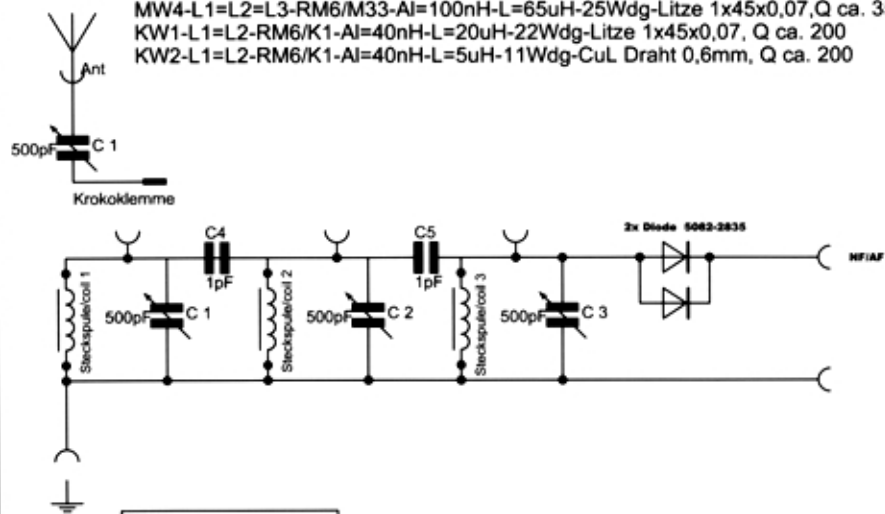 MW4-L1=L2=L3-RM6/M33-Al=100nH-L=65uH-25Wdg-Litze 1x45x0,07,Q ca. 3
KW1-L1=L2-RM6/K1-Al=40nH-L=20uH-22Wdg-Litze 1x45x0,07, Q ca. 200
KW2-L1=L2-RM6/K1-Al=40nH-L=5uH-11Wdg-CuL Draht 0,6mm, Q ca. 200
Ant
500pF C 1
Krokoklemme
C4
C5
2x Diode 5082-2835
1pF
1pF
NF/AF
Steckspule/coil 1
500pF C 1
Steckspule/coil 2
500pF C 2
Steckspule/coil 3
500pF C 3